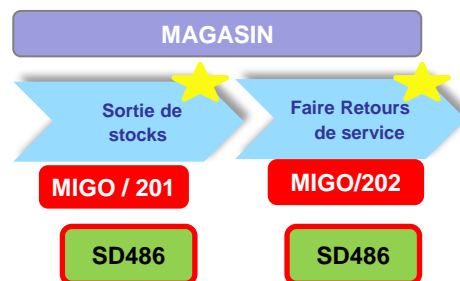 MAGASIN
Sortie de
stocks
Faire Retours
de service
MIGO / 201
MIGO/202
SD486
SD486